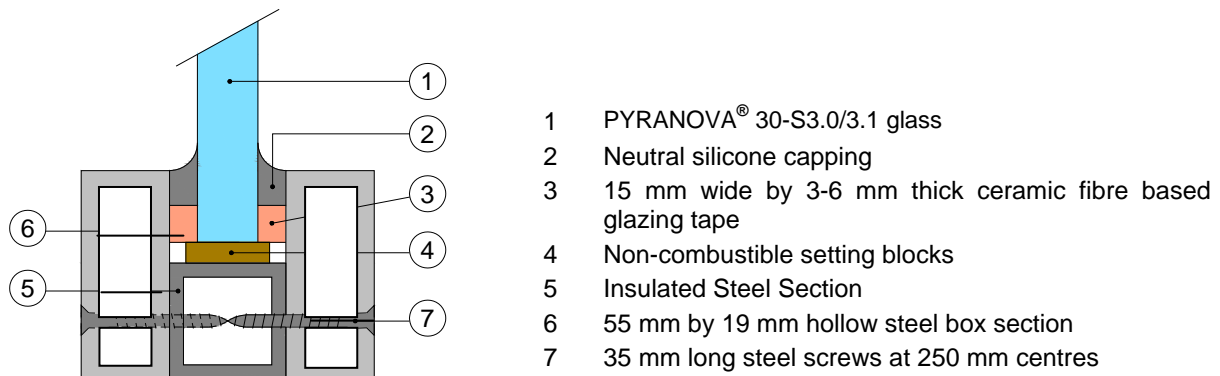 1
2
3
4
5
6
7
1 PYRANOVA® 30-S3.0/3.1 glass
2 Neutral silicone capping
3 15 mm wide by 3-6 mm thick ceramic fibre based
glazing tape
4 Non-combustible setting blocks
5 Insulated Steel Section
6 55 mm by 19 mm hollow steel box section
7 35 mm long steel screws at 250 mm centres